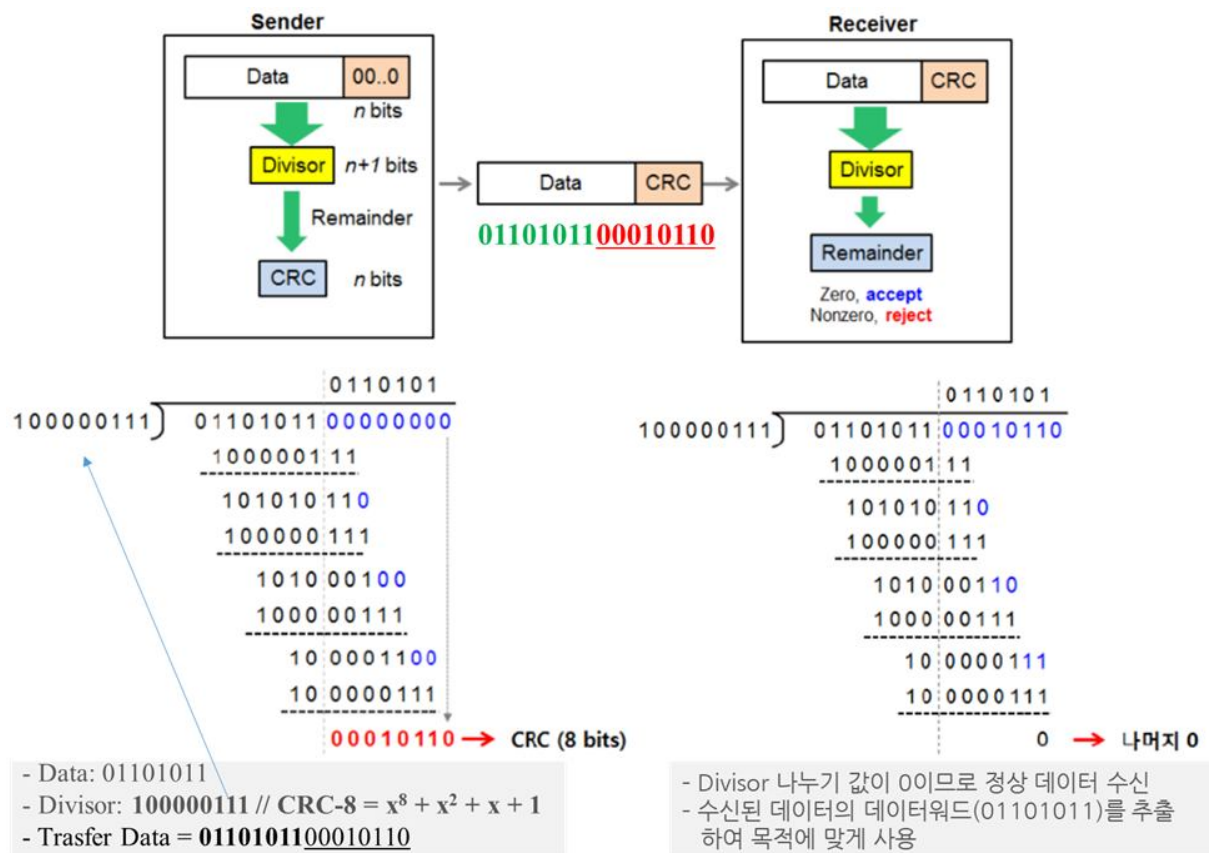 Sender
Data 00..0
n bits
Divisor n+1 bits
Remainder
CRC n bits
Data CRC
0110101100010110
Receiver
Data CRC
Divisor
Remainder
Zero, accept
Nonzero, reject
0110101
100000111 01101011 00000000
100000111
101010110
100000111
101000100
100000111
100001100
100000111
00010110 → CRC (8 bits)
- Data: 01101011
- Divisor: 100000111 // CRC-8 = x⁸ + x² + x + 1
- Trasfer Data = 0110101100010110
0110101
100000111 01101011 00010110
100000111
101010110
100000111
101000110
100000111
100000111
100000111
0 → 나머지 0
- Divisor 나누기 값이 0이므로 정상 데이터 수신
- 수신된 데이터의 데이터워드(01101011)를 추출
하여 목적에 맞게 사용